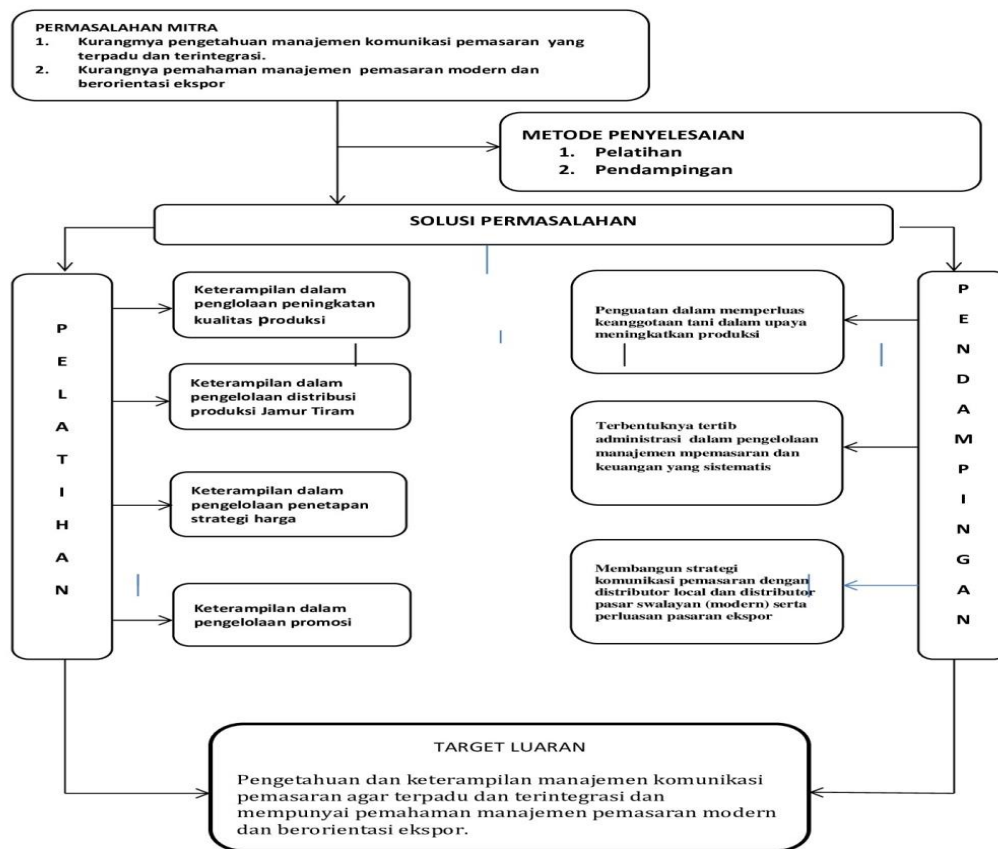 PERMASALAHAN MITRA
1. Kurangmya pengetahuan manajemen komunikasi pemasaran yang
terpadu dan terintegrasi.
2. Kurangnya pemahaman manajemen pemasaran modern dan
berorientasi ekspor
METODE PENYELESAIAN
1. Pelatihan
2. Pendampingan
SOLUSI PERMASALAHAN
P
E
L
A
T
I
H
A
N
Keterampilan dalam
penglolaan peningkatan
kualitas produksi
Keterampilan dalam
pengelolaan distribusi
produksi Jamur Tiram
Keterampilan dalam
pengelolaan penetapan
strategi harga
Keterampilan dalam
pengelolaan promosi
Penguatan dalam memperluas
keanggotaan tani dalam upaya
meningkatkan produksi
Terbentuknya tertib
administrasi dalam pengelolaan
manajemen mpemasaran dan
keuangan yang sistematis
Membangun strategi
komunikasi pemasaran dengan
distributor local dan distributor
pasar swalayan (modern) serta
perluasan pasaran ekspor
P
E
N
D
A
M
P
I
N
G
A
N
TARGET LUARAN
Pengetahuan dan keterampilan manajemen komunikasi
pemasaran agar terpadu dan terintegrasi dan
mempunyai pemahaman manajemen pemasaran modern
dan berorientasi ekspor.